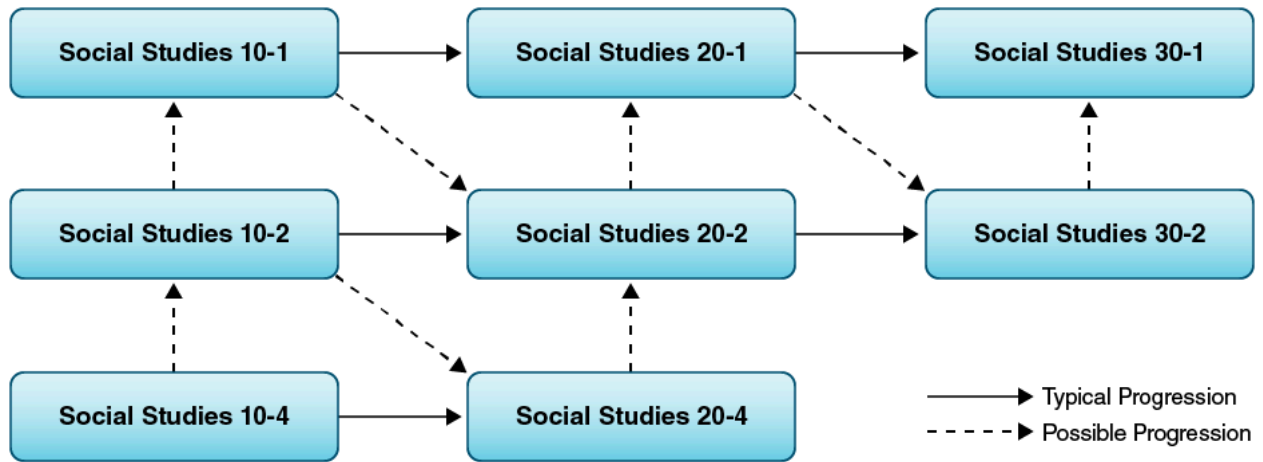 Social Studies 10-1
Social Studies 20-1
Social Studies 30-1
Social Studies 10-2
Social Studies 20-2
Social Studies 30-2
Social Studies 10-4
Social Studies 20-4
Typical Progression
Possible Progression